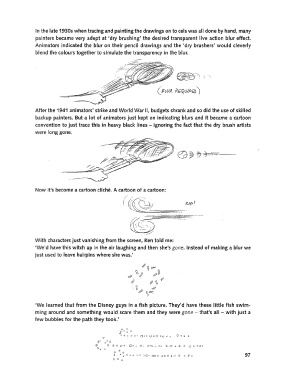 In the late 1930s when tracing and painting the drawings on to cels was all done by hand, many
painters became very adept at 'dry brushing' the desired transparent live action blur effect.
Animators indicated the blur on their pencil drawings and the 'dry brushers' would cleverly
blend the colours together to simulate the transparency in the blur.
(BLUR REQUIRED)
After the 1941 animators' strike and World War II, budgets shrank and so did the use of skilled
backup painters. But a lot of animators just kept on indicating blurs and it became a cartoon
convention to just trace this in heavy black lines – ignoring the fact that the dry brush artists
were long gone.
Now it's become a cartoon cliché. A cartoon of a cartoon:
ZIP!
With characters just vanishing from the screen, Ken told me:
'We'd have this witch up in the air laughing and then she's gone. Instead of making a blur we
just used to leave hairpins where she was.'
'We learned that from the Disney guys in a fish picture. They'd have these little fish swim-
ming around and something would scare them and they were gone – that's all – with just a
few bubbles for the path they took.'
97